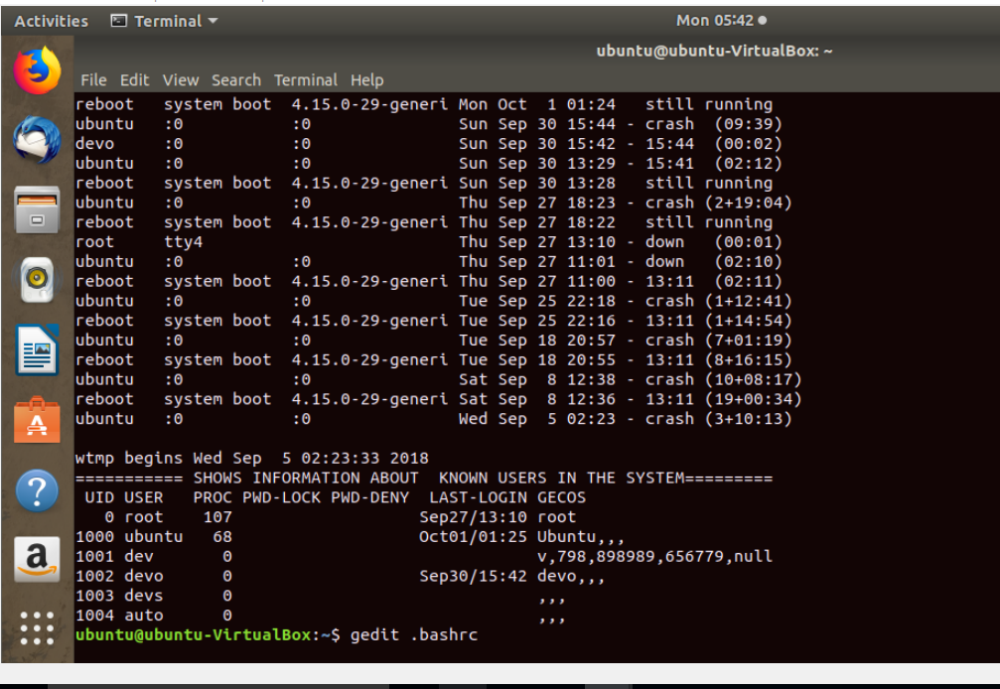 Activities Terminal Mon 05:42
ubuntu@ubuntu-VirtualBox: ~
File Edit View Search Terminal Help
reboot   system boot  4.15.0-29-generi Mon Oct  1 01:24   still running
ubuntu   :0           :0               Sun Sep 30 15:44 - crash  (09:39)
devo     :0           :0               Sun Sep 30 15:42 - 15:44  (00:02)
ubuntu   :0           :0               Sun Sep 30 13:29 - 15:41  (02:12)
reboot   system boot  4.15.0-29-generi Sun Sep 30 13:28   still running
ubuntu   :0           :0               Thu Sep 27 18:23 - crash (2+19:04)
reboot   system boot  4.15.0-29-generi Thu Sep 27 18:22   still running
root     tty4                          Thu Sep 27 13:10 - down   (00:01)
ubuntu   :0           :0               Thu Sep 27 11:01 - down   (02:10)
reboot   system boot  4.15.0-29-generi Thu Sep 27 11:00 - 13:11  (02:11)
ubuntu   :0           :0               Tue Sep 25 22:18 - crash (1+12:41)
reboot   system boot  4.15.0-29-generi Tue Sep 25 22:16 - 13:11 (1+14:54)
ubuntu   :0           :0               Tue Sep 18 20:57 - crash (7+01:19)
reboot   system boot  4.15.0-29-generi Tue Sep 18 20:55 - 13:11 (8+16:15)
ubuntu   :0           :0               Sat Sep  8 12:38 - crash (10+08:17)
reboot   system boot  4.15.0-29-generi Sat Sep  8 12:36 - 13:11 (19+00:34)
ubuntu   :0           :0               Wed Sep  5 02:23 - crash (3+10:13)
wtmp begins Wed Sep  5 02:23:33 2018
=========== SHOWS INFORMATION ABOUT  KNOWN USERS IN THE SYSTEM=========
 UID USER   PROC PWD-LOCK PWD-DENY  LAST-LOGIN GECOS
   0 root    107                   Sep27/13:10 root
1000 ubuntu   68                   Oct01/01:25 Ubuntu,,,
1001 dev       0                               v,798,898989,656779,null
1002 devo      0                   Sep30/15:42 devo,,,
1003 devs      0                               ,,,
1004 auto      0                               ,,,
ubuntu@ubuntu-VirtualBox:~$ gedit .bashrc